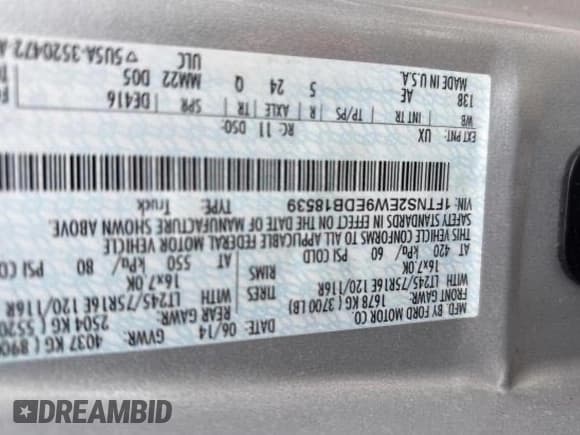 MFD. BY FORD MOTOR CO.
DATE: 06/14 GVWR: 4037 KG ( 890
FRONT GAWR: 1678 KG ( 3700 LB) REAR GAWR: 2504 KG ( 552
WITH LT245/75R16E 120/116R TIRES WITH LT245/75R16E 120/116R
16x7.0K RIMS 16x7.0K
AT 420 kPa/ 60 PSI COLD AT 550 kPa/ 80 PSI CO
THIS VEHICLE CONFORMS TO ALL APPLICABLE FEDERAL MOTOR VEHICLE
SAFETY STANDARDS IN EFFECT ON THE DATE OF MANUFACTURE SHOWN ABOVE.
VIN: 1FTNS2EW9EDB18539 TYPE: Truck
EXT PNT: UX RC: 11 DSO:
WB INT TR TP/PS R AXLE TR SPR DE416
138 AE 5 24 Q MM22 D05
MADE IN U.S.A. ULC 5USA-3520472-A
DREAMBID